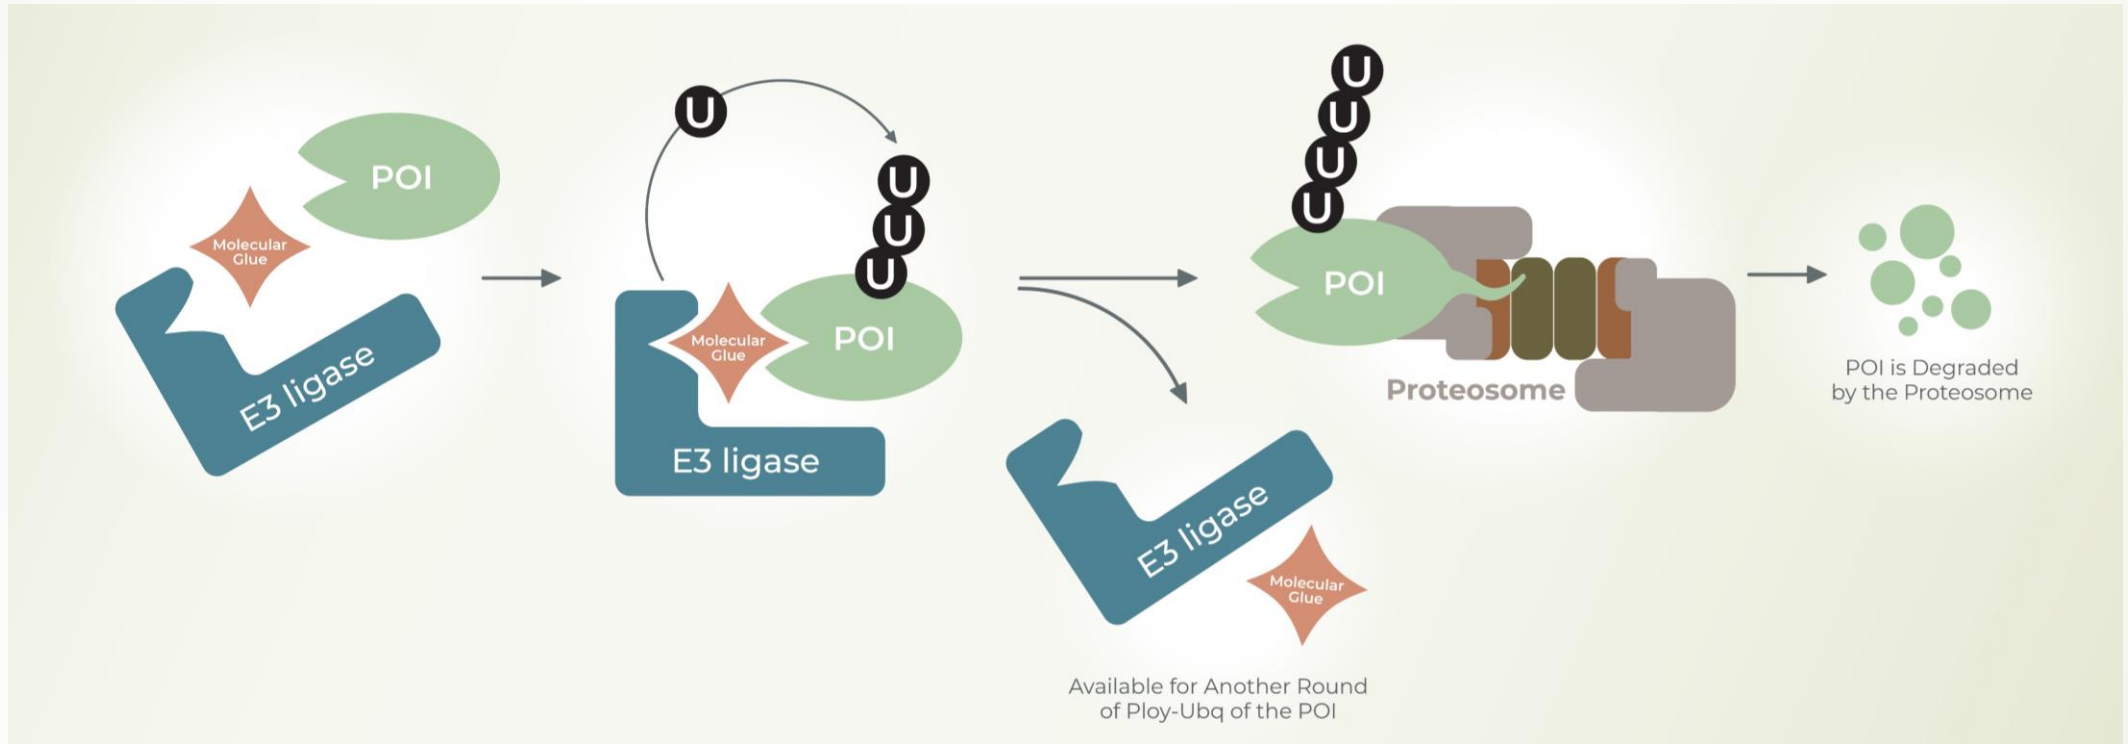 POI
Molecular
Glue
E3 ligase
U
U
U
U
Molecular
Glue
POI
E3 ligase
U
U
U
U
POI
Proteosome
E3 ligase
Molecular
Glue
Available for Another Round
of Ploy-Ubq of the POI
POI is Degraded
by the Proteosome